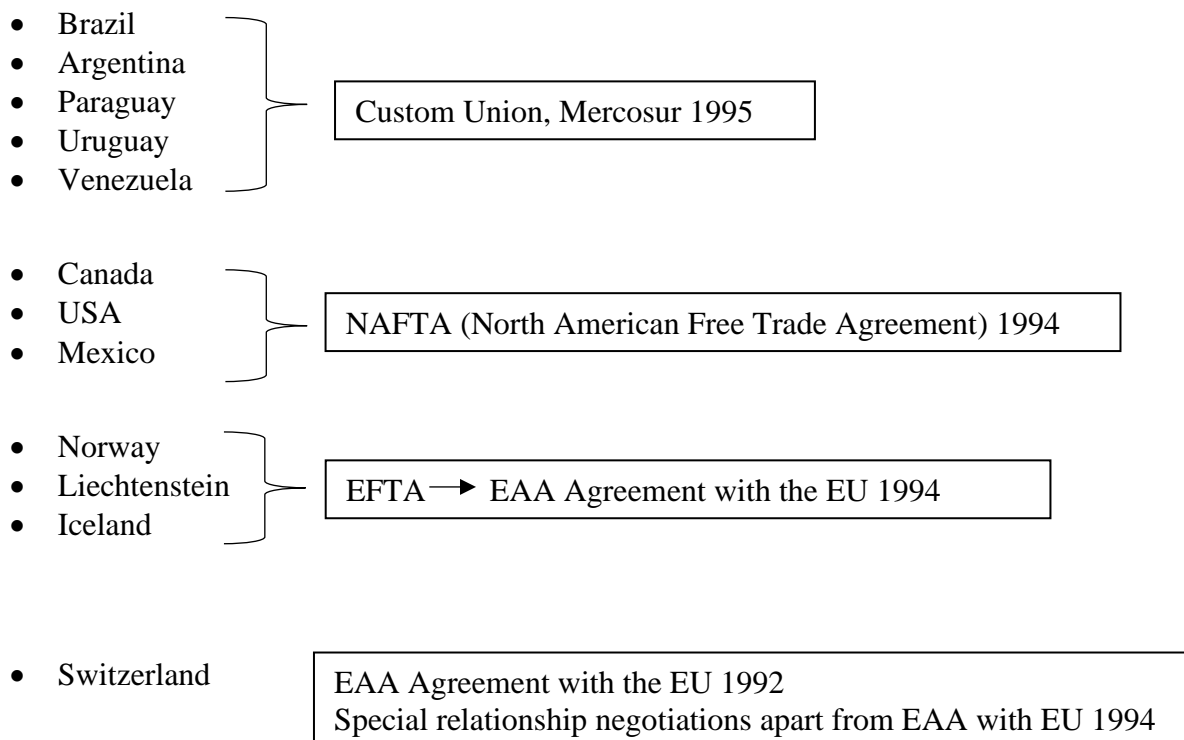 • Brazil
• Argentina
• Paraguay
• Uruguay
• Venezuela
Custom Union, Mercosur 1995
• Canada
• USA
• Mexico
NAFTA (North American Free Trade Agreement) 1994
• Norway
• Liechtenstein
• Iceland
EFTA → EAA Agreement with the EU 1994
• Switzerland
EAA Agreement with the EU 1992
Special relationship negotiations apart from EAA with EU 1994